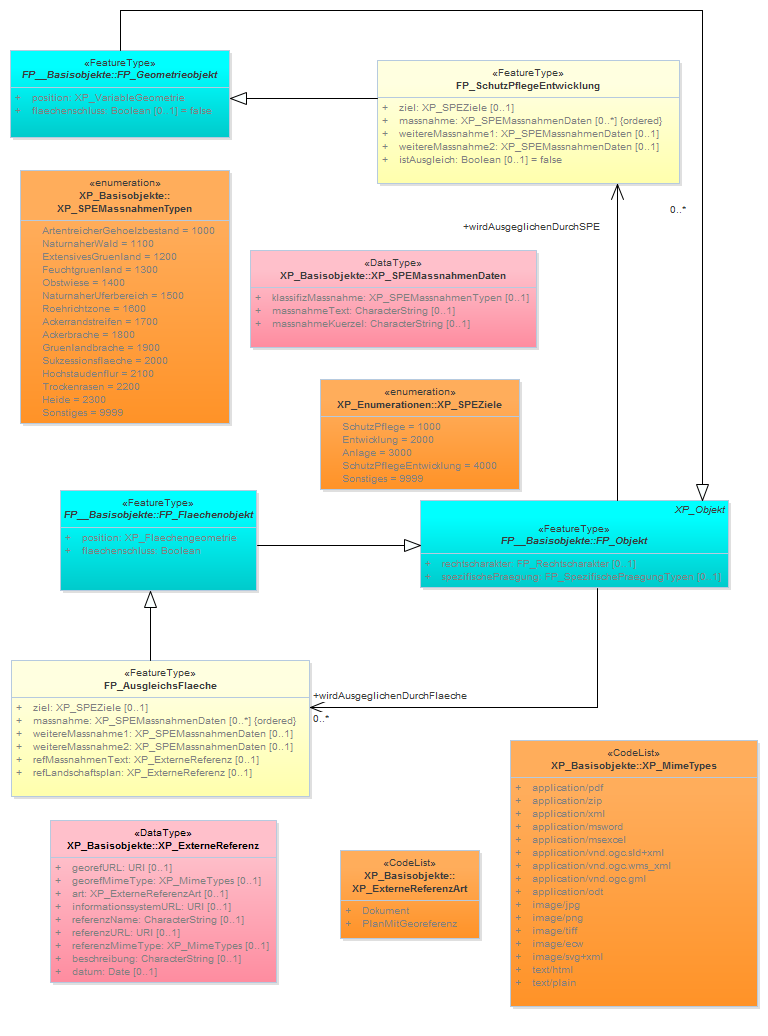 «FeatureType»
FP__Basisobjekte::FP_Geometrieobjekt
+ position: XP_VariableGeometrie
+ flaechenschluss: Boolean [0..1] = false
«FeatureType»
FP_SchutzPflegeEntwicklung
+ ziel: XP_SPEZiele [0..1]
+ massnahme: XP_SPEMassnahmenDaten [0..*] {ordered}
+ weitereMassnahme1: XP_SPEMassnahmenDaten [0..1]
+ weitereMassnahme2: XP_SPEMassnahmenDaten [0..1]
+ istAusgleich: Boolean [0..1] = false
«enumeration»
XP_Basisobjekte::
XP_SPEMassnahmenTypen
ArtentreicherGehoelzbestand = 1000
NaturnaherWald = 1100
ExtensivesGruenland = 1200
Feuchtgruenland = 1300
Obstwiese = 1400
NaturnaherUferbereich = 1500
Roehrichtzone = 1600
Ackerrandstreifen = 1700
Ackerbrache = 1800
Gruenlandbrache = 1900
Sukzessionsflaeche = 2000
Hochstaudenflur = 2100
Trockenrasen = 2200
Heide = 2300
Sonstiges = 9999
0..*
+wirdAusgeglichenDurchSPE
«DataType»
XP_Basisobjekte::XP_SPEMassnahmenDaten
+ klassifizMassnahme: XP_SPEMassnahmenTypen [0..1]
+ massnahmeText: CharacterString [0..1]
+ massnahmeKuerzel: CharacterString [0..1]
«enumeration»
XP_Enumerationen::XP_SPEZiele
SchutzPflege = 1000
Entwicklung = 2000
Anlage = 3000
SchutzPflegeEntwicklung = 4000
Sonstiges = 9999
«FeatureType»
FP__Basisobjekte::FP_Flaechenobjekt
+ position: XP_Flaechengeometrie
+ flaechenschluss: Boolean
XP_Objekt
«FeatureType»
FP__Basisobjekte::FP_Objekt
+ rechtscharakter: FP_Rechtscharakter [0..1]
+ spezifischePraegung: FP_SpezifischePraegungTypen [0..1]
«FeatureType»
FP_AusgleichsFlaeche
+ ziel: XP_SPEZiele [0..1]
+ massnahme: XP_SPEMassnahmenDaten [0..*] {ordered}
+ weitereMassnahme1: XP_SPEMassnahmenDaten [0..1]
+ weitereMassnahme2: XP_SPEMassnahmenDaten [0..1]
+ refMassnahmenText: XP_ExterneReferenz [0..1]
+ refLandschaftsplan: XP_ExterneReferenz [0..1]
+wirdAusgeglichenDurchFlaeche
0..*
«DataType»
XP_Basisobjekte::XP_ExterneReferenz
+ georefURL: URI [0..1]
+ georefMimeType: XP_MimeTypes [0..1]
+ art: XP_ExterneReferenzArt [0..1]
+ informationssystemURL: URI [0..1]
+ referenzName: CharacterString [0..1]
+ referenzURL: URI [0..1]
+ referenzMimeType: XP_MimeTypes [0..1]
+ beschreibung: CharacterString [0..1]
+ datum: Date [0..1]
«CodeList»
XP_Basisobjekte::
XP_ExterneReferenzArt
+ Dokument
+ PlanMitGeoreferenz
«CodeList»
XP_Basisobjekte::XP_MimeTypes
+ application/pdf
+ application/zip
+ application/xml
+ application/msword
+ application/msexcel
+ application/vnd.ogc.sld+xml
+ application/vnd.ogc.wms_xml
+ application/vnd.ogc.gml
+ application/odt
+ image/jpg
+ image/png
+ image/tiff
+ image/ecw
+ image/svg+xml
+ text/html
+ text/plain